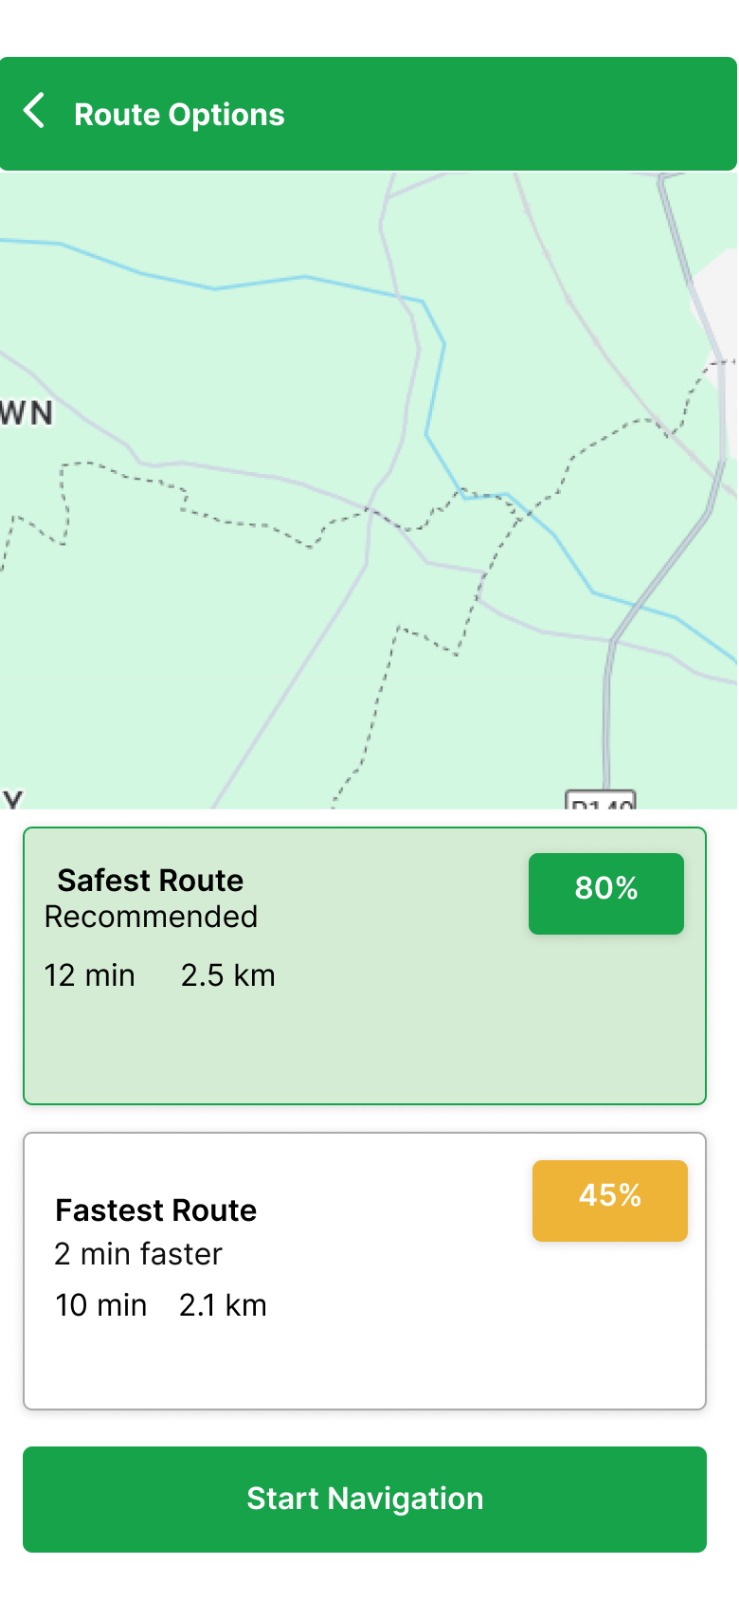 Route Options
WN
Y
Safest Route
80%
Recommended
12 min 2.5 km
45%
Fastest Route
2 min faster
10 min 2.1 km
Start Navigation